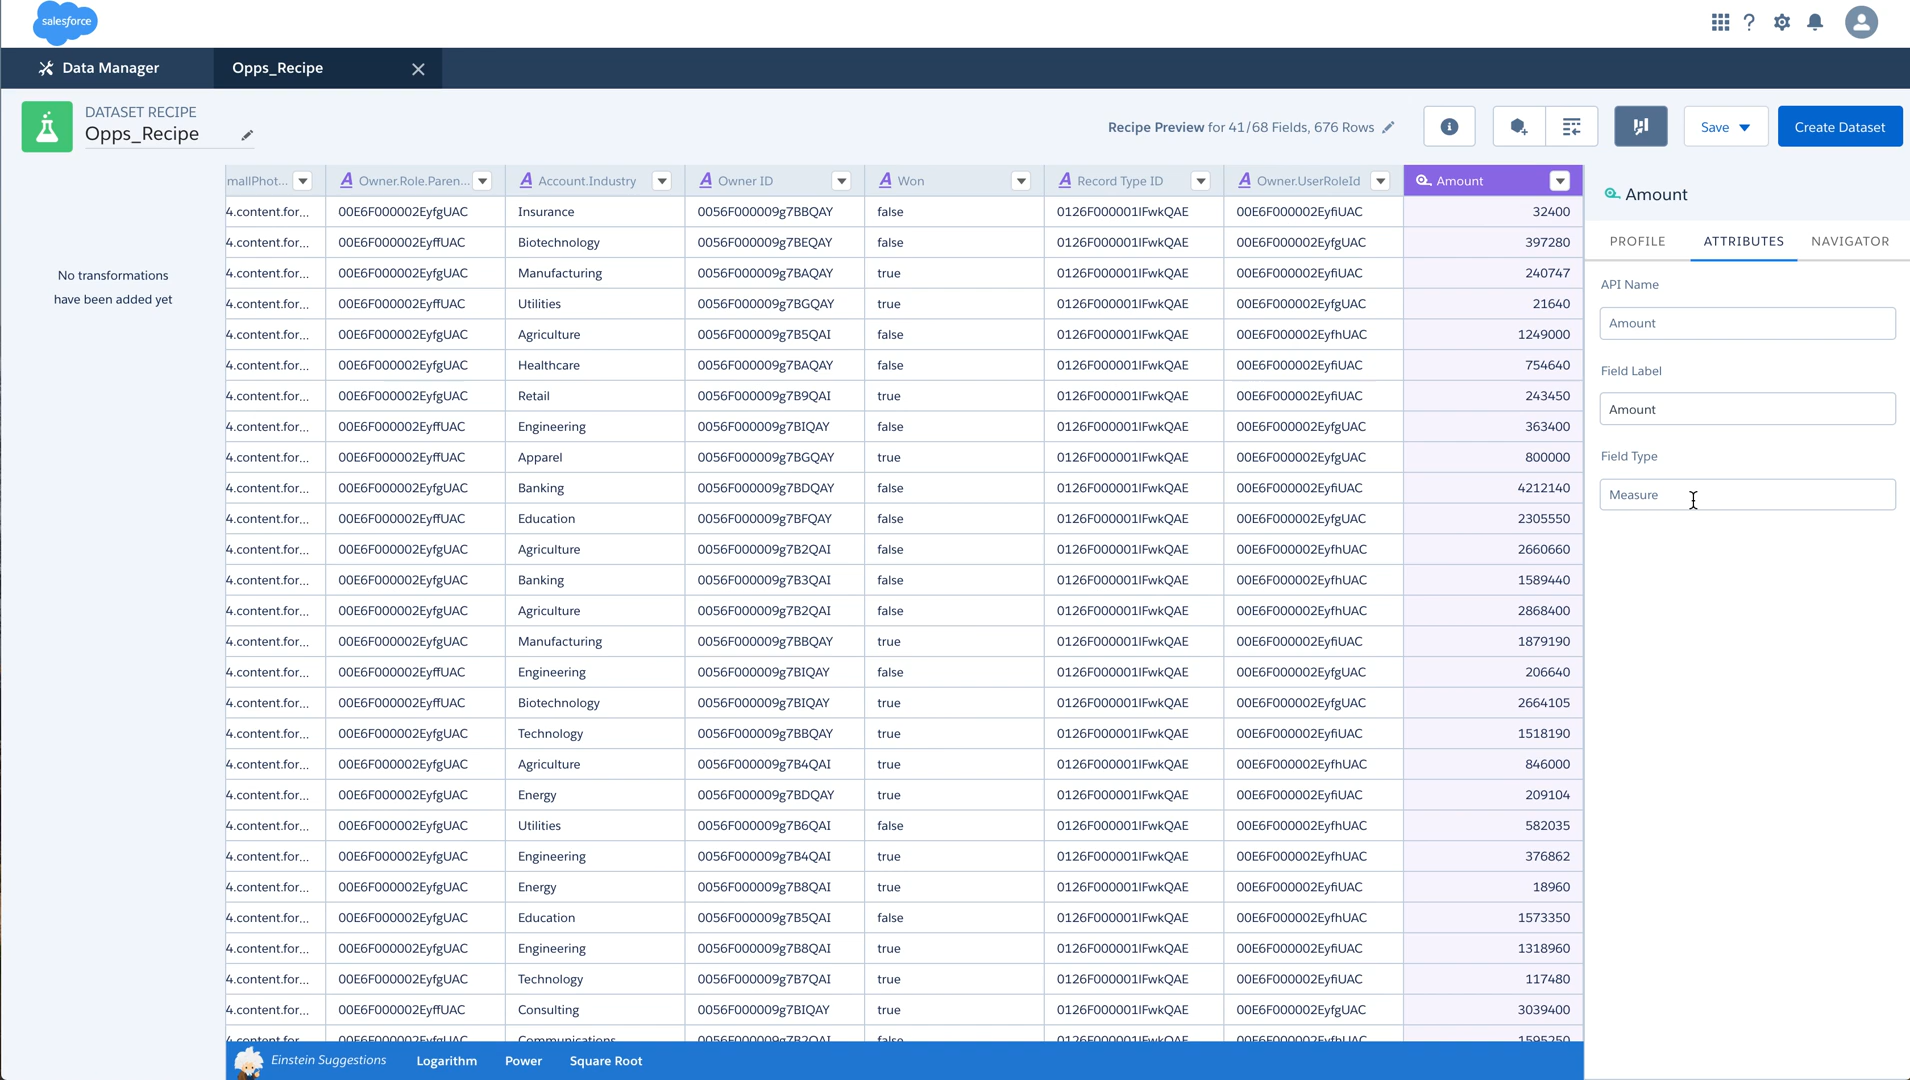 salesforce
Data Manager
Opps_Recipe
DATASET RECIPE
Opps_Recipe
Recipe Preview for 41/68 Fields, 676 Rows
Save
Create Dataset
No transformations
have been added yet
mallPhot... Owner.Role.Paren... Account.Industry Owner ID Won Record Type ID Owner.UserRoleId Amount
4.content.for... 00E6F000002EyfgUAC Insurance 0056F000009g7BBQAY false 0126F000001IFwkQAE 00E6F000002EyfiUAC 32400
4.content.for... 00E6F000002EyffUAC Biotechnology 0056F000009g7BEQAY false 0126F000001IFwkQAE 00E6F000002EyfgUAC 397280
4.content.for... 00E6F000002EyfgUAC Manufacturing 0056F000009g7BAQAY true 0126F000001IFwkQAE 00E6F000002EyfiUAC 240747
4.content.for... 00E6F000002EyffUAC Utilities 0056F000009g7BGQAY true 0126F000001IFwkQAE 00E6F000002EyfgUAC 21640
4.content.for... 00E6F000002EyfgUAC Agriculture 0056F000009g7B5QAI false 0126F000001IFwkQAE 00E6F000002EyfhUAC 1249000
4.content.for... 00E6F000002EyfgUAC Healthcare 0056F000009g7BAQAY false 0126F000001IFwkQAE 00E6F000002EyfiUAC 754640
4.content.for... 00E6F000002EyfgUAC Retail 0056F000009g7B9QAI true 0126F000001IFwkQAE 00E6F000002EyfiUAC 243450
4.content.for... 00E6F000002EyffUAC Engineering 0056F000009g7BIQAY false 0126F000001IFwkQAE 00E6F000002EyfgUAC 363400
4.content.for... 00E6F000002EyffUAC Apparel 0056F000009g7BGQAY true 0126F000001IFwkQAE 00E6F000002EyfgUAC 800000
4.content.for... 00E6F000002EyfgUAC Banking 0056F000009g7BDQAY false 0126F000001IFwkQAE 00E6F000002EyfiUAC 4212140
4.content.for... 00E6F000002EyffUAC Education 0056F000009g7BFQAY false 0126F000001IFwkQAE 00E6F000002EyfgUAC 2305550
4.content.for... 00E6F000002EyfgUAC Agriculture 0056F000009g7B2QAI false 0126F000001IFwkQAE 00E6F000002EyfhUAC 2660660
4.content.for... 00E6F000002EyfgUAC Banking 0056F000009g7B3QAI false 0126F000001IFwkQAE 00E6F000002EyfhUAC 1589440
4.content.for... 00E6F000002EyfgUAC Agriculture 0056F000009g7B2QAI false 0126F000001IFwkQAE 00E6F000002EyfhUAC 2868400
4.content.for... 00E6F000002EyfgUAC Manufacturing 0056F000009g7BBQAY true 0126F000001IFwkQAE 00E6F000002EyfiUAC 1879190
4.content.for... 00E6F000002EyffUAC Engineering 0056F000009g7BIQAY false 0126F000001IFwkQAE 00E6F000002EyfgUAC 206640
4.content.for... 00E6F000002EyffUAC Biotechnology 0056F000009g7BIQAY true 0126F000001IFwkQAE 00E6F000002EyfgUAC 2664105
4.content.for... 00E6F000002EyfgUAC Technology 0056F000009g7BBQAY true 0126F000001IFwkQAE 00E6F000002EyfiUAC 1518190
4.content.for... 00E6F000002EyfgUAC Agriculture 0056F000009g7B4QAI true 0126F000001IFwkQAE 00E6F000002EyfhUAC 846000
4.content.for... 00E6F000002EyfgUAC Energy 0056F000009g7BDQAY true 0126F000001IFwkQAE 00E6F000002EyfiUAC 209104
4.content.for... 00E6F000002EyfgUAC Utilities 0056F000009g7B6QAI false 0126F000001IFwkQAE 00E6F000002EyfhUAC 582035
4.content.for... 00E6F000002EyfgUAC Engineering 0056F000009g7B4QAI true 0126F000001IFwkQAE 00E6F000002EyfhUAC 376862
4.content.for... 00E6F000002EyfgUAC Energy 0056F000009g7B8QAI true 0126F000001IFwkQAE 00E6F000002EyfiUAC 18960
4.content.for... 00E6F000002EyfgUAC Education 0056F000009g7B5QAI false 0126F000001IFwkQAE 00E6F000002EyfhUAC 1573350
4.content.for... 00E6F000002EyfgUAC Engineering 0056F000009g7B8QAI true 0126F000001IFwkQAE 00E6F000002EyfiUAC 1318960
4.content.for... 00E6F000002EyfgUAC Technology 0056F000009g7B7QAI true 0126F000001IFwkQAE 00E6F000002EyfiUAC 117480
4.content.for... 00E6F000002EyffUAC Consulting 0056F000009g7BIQAY true 0126F000001IFwkQAE 00E6F000002EyfgUAC 3039400
Einstein Suggestions Logarithm Power Square Root
Amount
PROFILE ATTRIBUTES NAVIGATOR
API Name
Amount
Field Label
Amount
Field Type
Measure